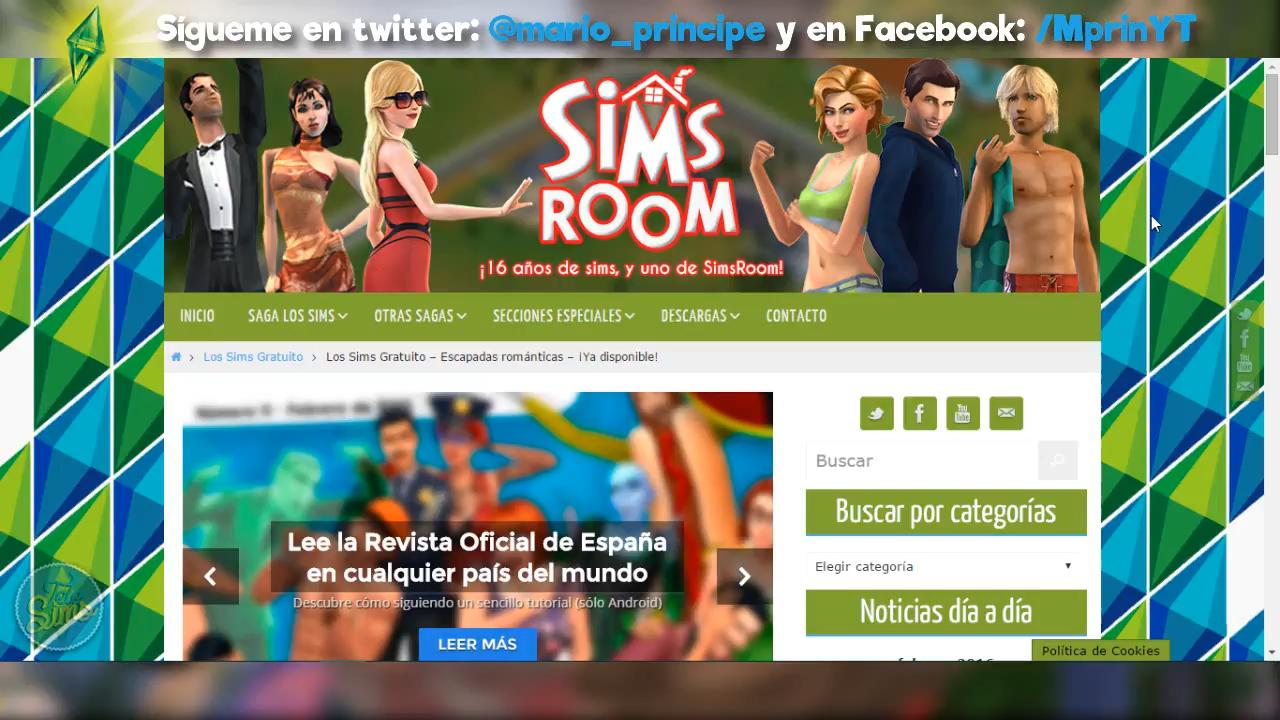 Sígueme en twitter: @mario_principe y en Facebook: /MprinYT
SiMS
ROOM
¡16 años de sims, y uno de SimsRoom!
INICIO SAGA LOS SIMS OTRAS SAGAS SECCIONES ESPECIALES DESCARGAS CONTACTO
Los Sims Gratuito > Los Sims Gratuito – Escapadas románticas – ¡Ya disponible!
You
Tube
Buscar
Buscar por categorías
Lee la Revista Oficial de España
en cualquier país del mundo
Descubre cómo siguiendo un sencillo tutorial (sólo Android)
LEER MÁS
Elegir categoría
Noticias día a día
Política de Cookies
Sims